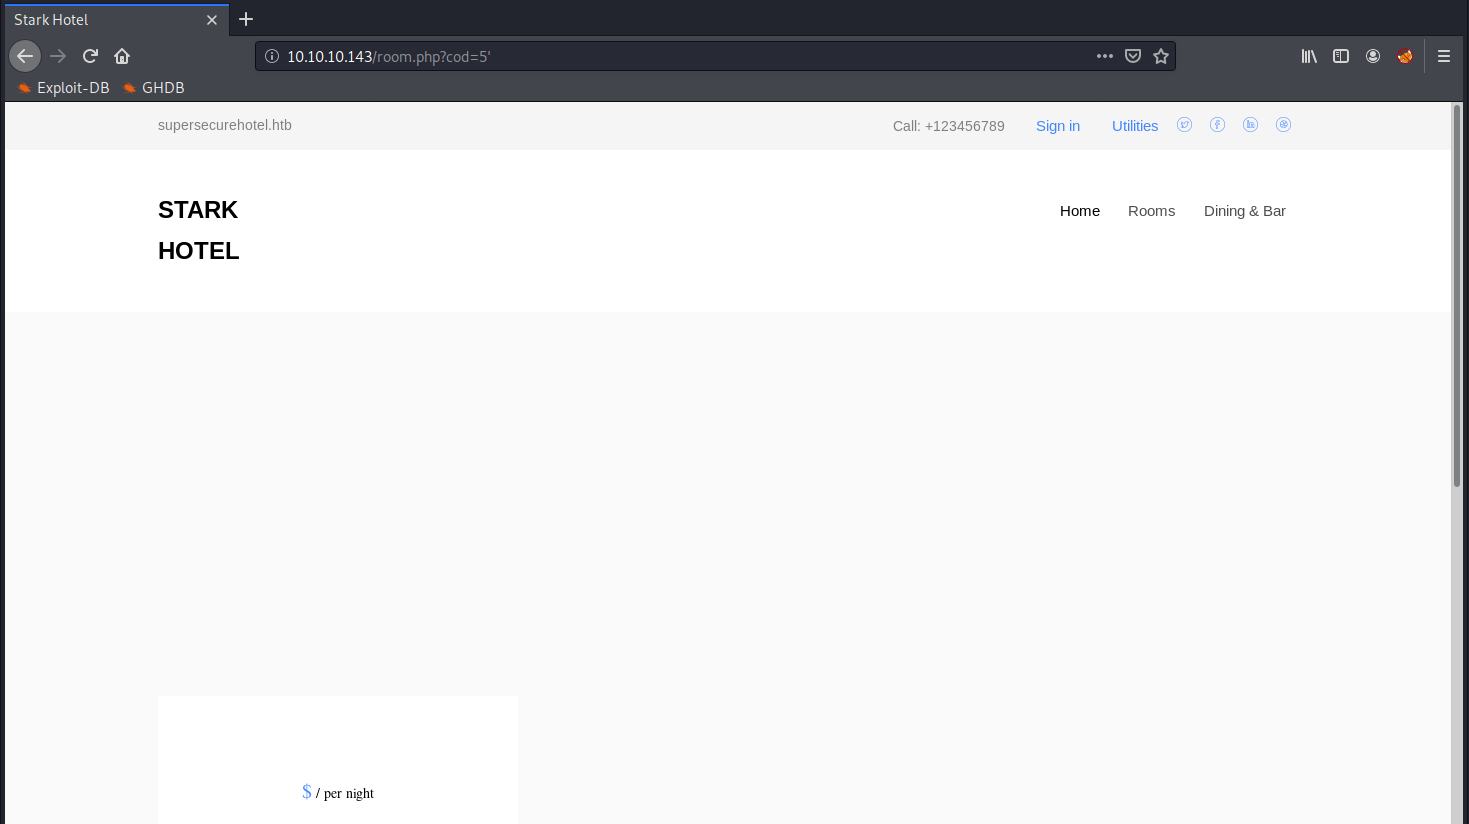 Stark Hotel
10.10.10.143/room.php?cod=5'
Exploit-DB GHDB
supersecurehotel.htb Call: +123456789 Sign in Utilities
STARK
HOTEL
Home Rooms Dining & Bar
$ / per night